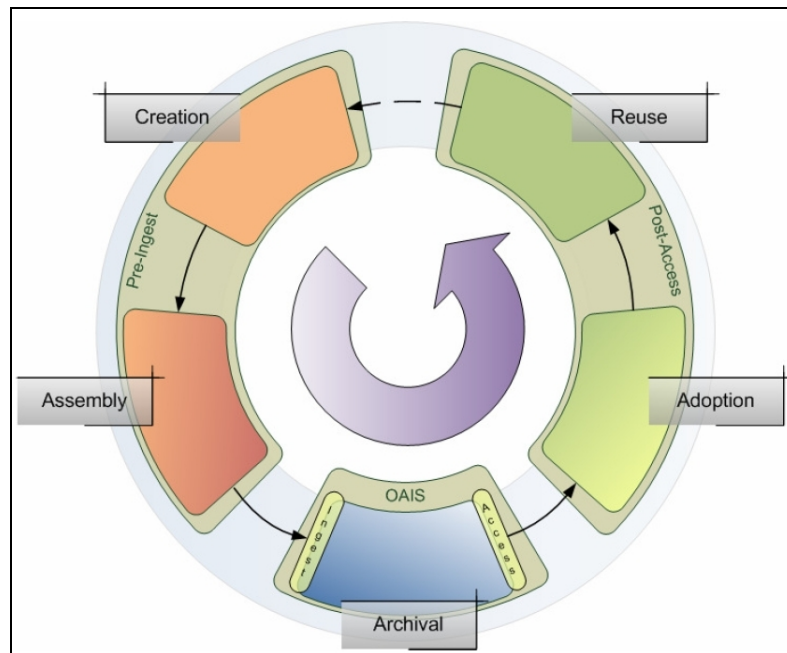 Creation
Reuse
Pre-Ingest
Post-Access
Assembly
Adoption
OAIS
Ingest
Access
Archival